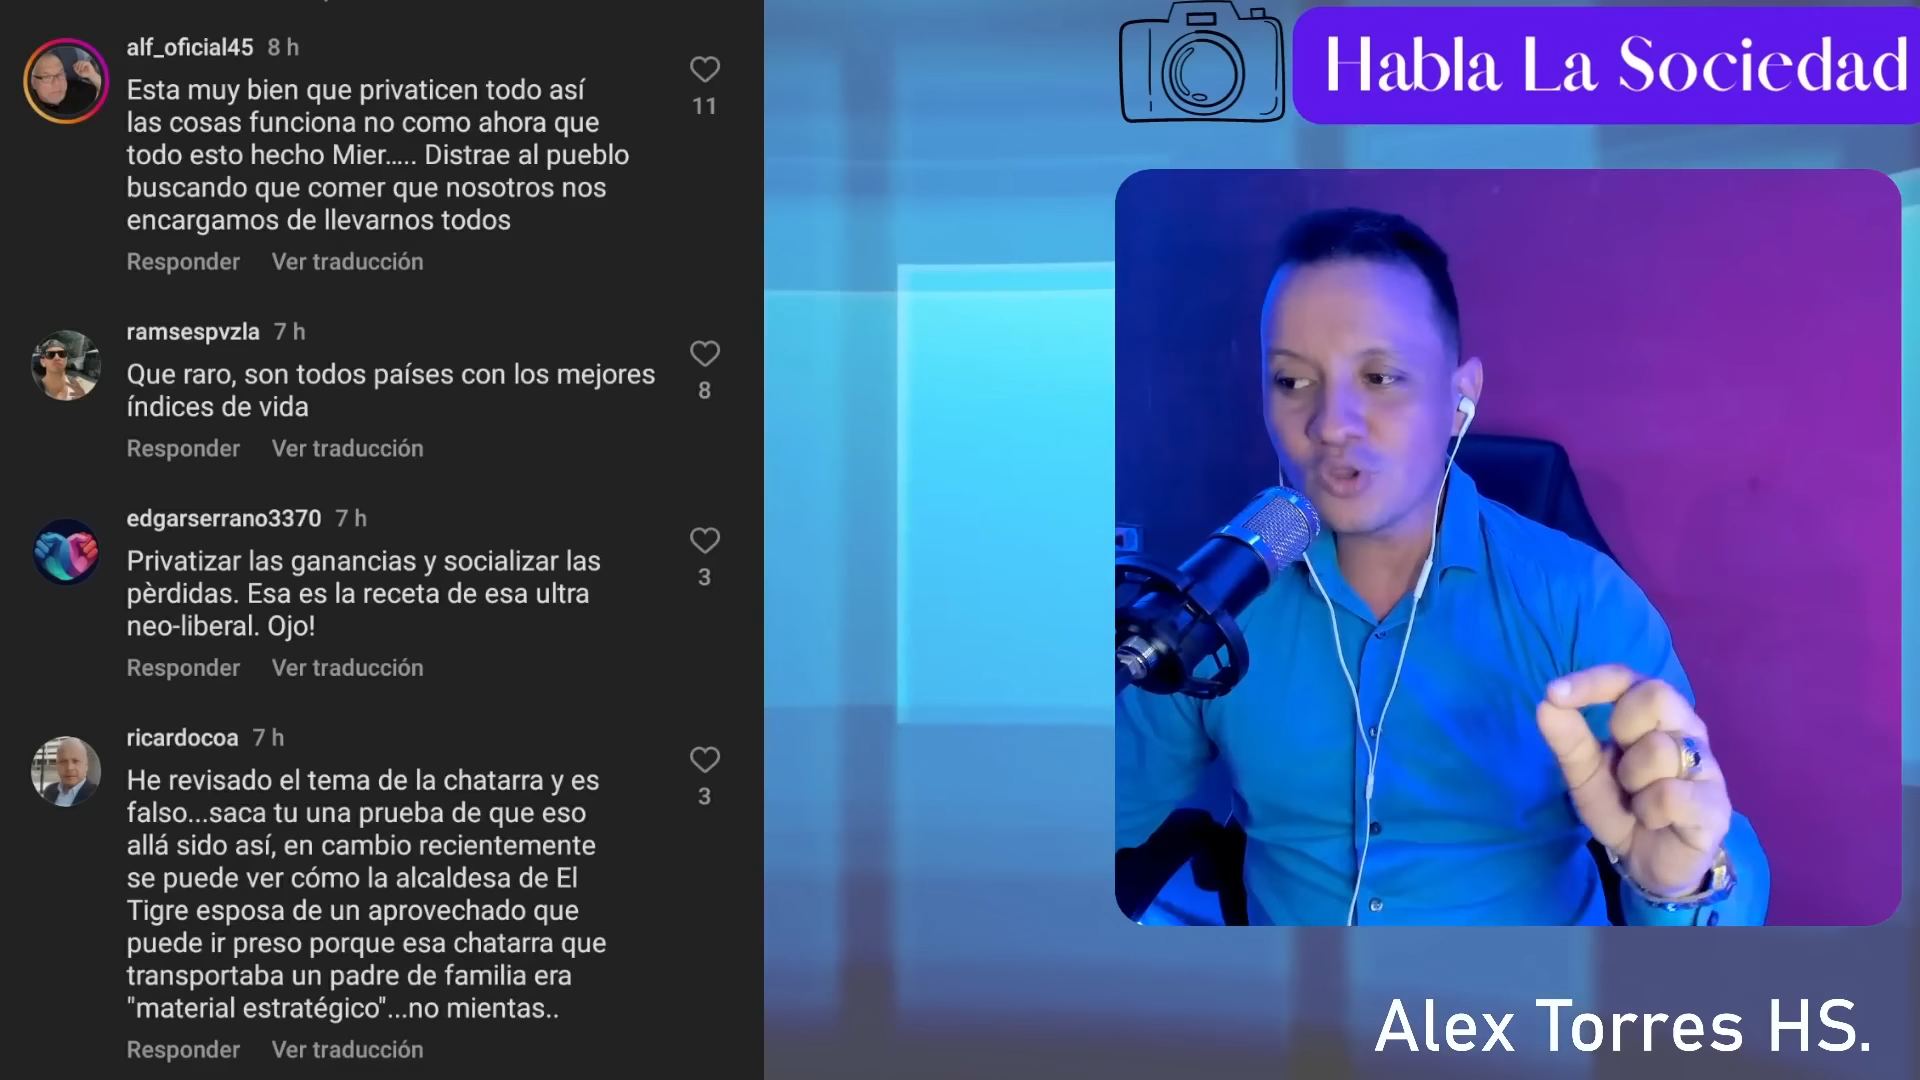 alf_oficial45 8 h
Esta muy bien que privaticen todo así
las cosas funciona no como ahora que
todo esto hecho Mier..... Distrae al pueblo
buscando que comer que nosotros nos
encargamos de llevarnos todos
11
Responder Ver traducción
ramsespvzla 7 h
Que raro, son todos países con los mejores
índices de vida
8
Responder Ver traducción
edgarserrano3370 7 h
Privatizar las ganancias y socializar las
pèrdidas. Esa es la receta de esa ultra
neo-liberal. Ojo!
3
Responder Ver traducción
ricardocoa 7 h
He revisado el tema de la chatarra y es
falso...saca tu una prueba de que eso
allá sido así, en cambio recientemente
se puede ver cómo la alcaldesa de El
Tigre esposa de un aprovechado que
puede ir preso porque esa chatarra que
transportaba un padre de familia era
"material estratégico"...no mientas..
3
Responder Ver traducción
Habla La Sociedad
Alex Torres HS.